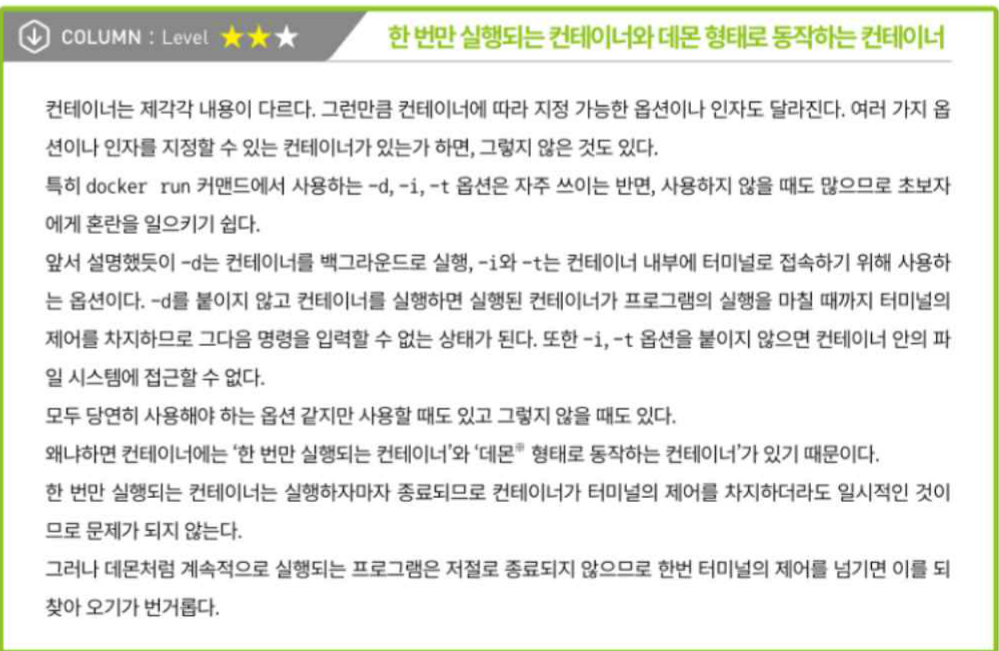 COLUMN : Level ★★★ 한 번만 실행되는 컨테이너와 데몬 형태로 동작하는 컨테이너
컨테이너는 제각각 내용이 다르다. 그런만큼 컨테이너에 따라 지정 가능한 옵션이나 인자도 달라진다. 여러 가지 옵
션이나 인자를 지정할 수 있는 컨테이너가 있는가 하면, 그렇지 않은 것도 있다.
특히 docker run 커맨드에서 사용하는 -d, -i, -t 옵션은 자주 쓰이는 반면, 사용하지 않을 때도 많으므로 초보자
에게 혼란을 일으키기 쉽다.
앞서 설명했듯이 -d는 컨테이너를 백그라운드로 실행, -i와 -t는 컨테이너 내부에 터미널로 접속하기 위해 사용하
는 옵션이다. -d를 붙이지 않고 컨테이너를 실행하면 실행된 컨테이너가 프로그램의 실행을 마칠 때까지 터미널의
제어를 차지하므로 그다음 명령을 입력할 수 없는 상태가 된다. 또한 -i, -t 옵션을 붙이지 않으면 컨테이너 안의 파
일 시스템에 접근할 수 없다.
모두 당연히 사용해야 하는 옵션 같지만 사용할 때도 있고 그렇지 않을 때도 있다.
왜냐하면 컨테이너에는 ‘한 번만 실행되는 컨테이너’와 ‘데몬※ 형태로 동작하는 컨테이너’가 있기 때문이다.
한 번만 실행되는 컨테이너는 실행하자마자 종료되므로 컨테이너가 터미널의 제어를 차지하더라도 일시적인 것이
므로 문제가 되지 않는다.
그러나 데몬처럼 계속적으로 실행되는 프로그램은 저절로 종료되지 않으므로 한번 터미널의 제어를 넘기면 이를 되
찾아 오기가 번거롭다.